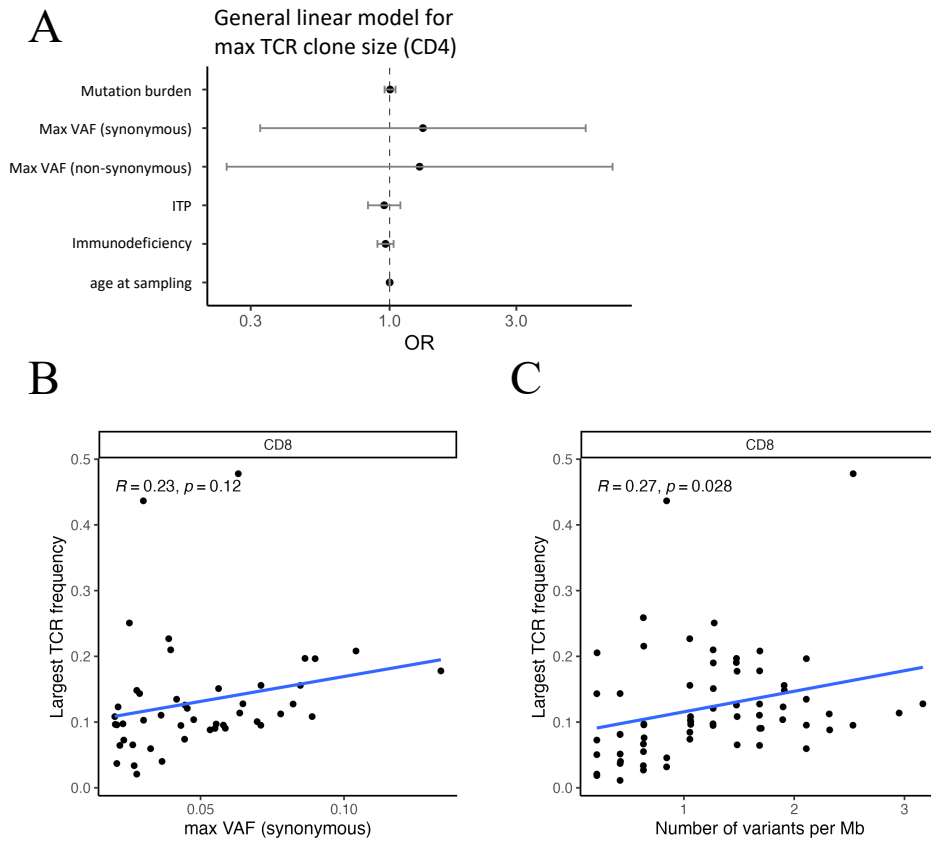 A
General linear model for
max TCR clone size (CD4)
Mutation burden
Max VAF (synonymous)
Max VAF (non-synonymous)
ITP
Immunodeficiency
age at sampling
0.3 1.0 3.0
OR
B
CD8
R = 0.23, p = 0.12
Largest TCR frequency
0.5
0.4
0.3
0.2
0.1
0.0
0.05 0.10
max VAF (synonymous)
C
CD8
R = 0.27, p = 0.028
Largest TCR frequency
0.5
0.4
0.3
0.2
0.1
0.0
1 2 3
Number of variants per Mb